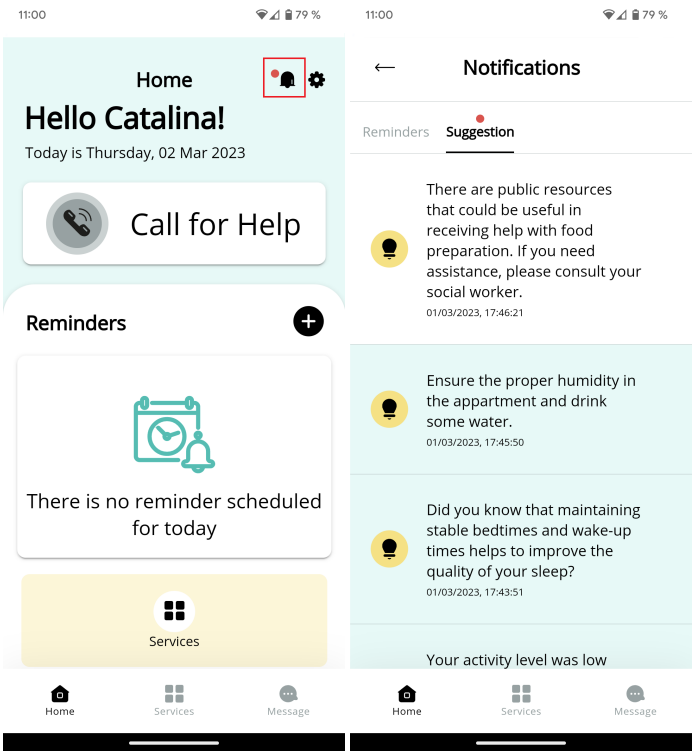 11:00
79 %
Home
Hello Catalina!
Today is Thursday, 02 Mar 2023
Call for Help
Reminders
There is no reminder scheduled
for today
Services
Home
Services
Message
11:00
79 %
Notifications
Reminders
Suggestion
There are public resources
that could be useful in
receiving help with food
preparation. If you need
assistance, please consult your
social worker.
01/03/2023, 17:46:21
Ensure the proper humidity in
the appartment and drink
some water.
01/03/2023, 17:45:50
Did you know that maintaining
stable bedtimes and wake-up
times helps to improve the
quality of your sleep?
01/03/2023, 17:43:51
Your activity level was low
Home
Services
Message